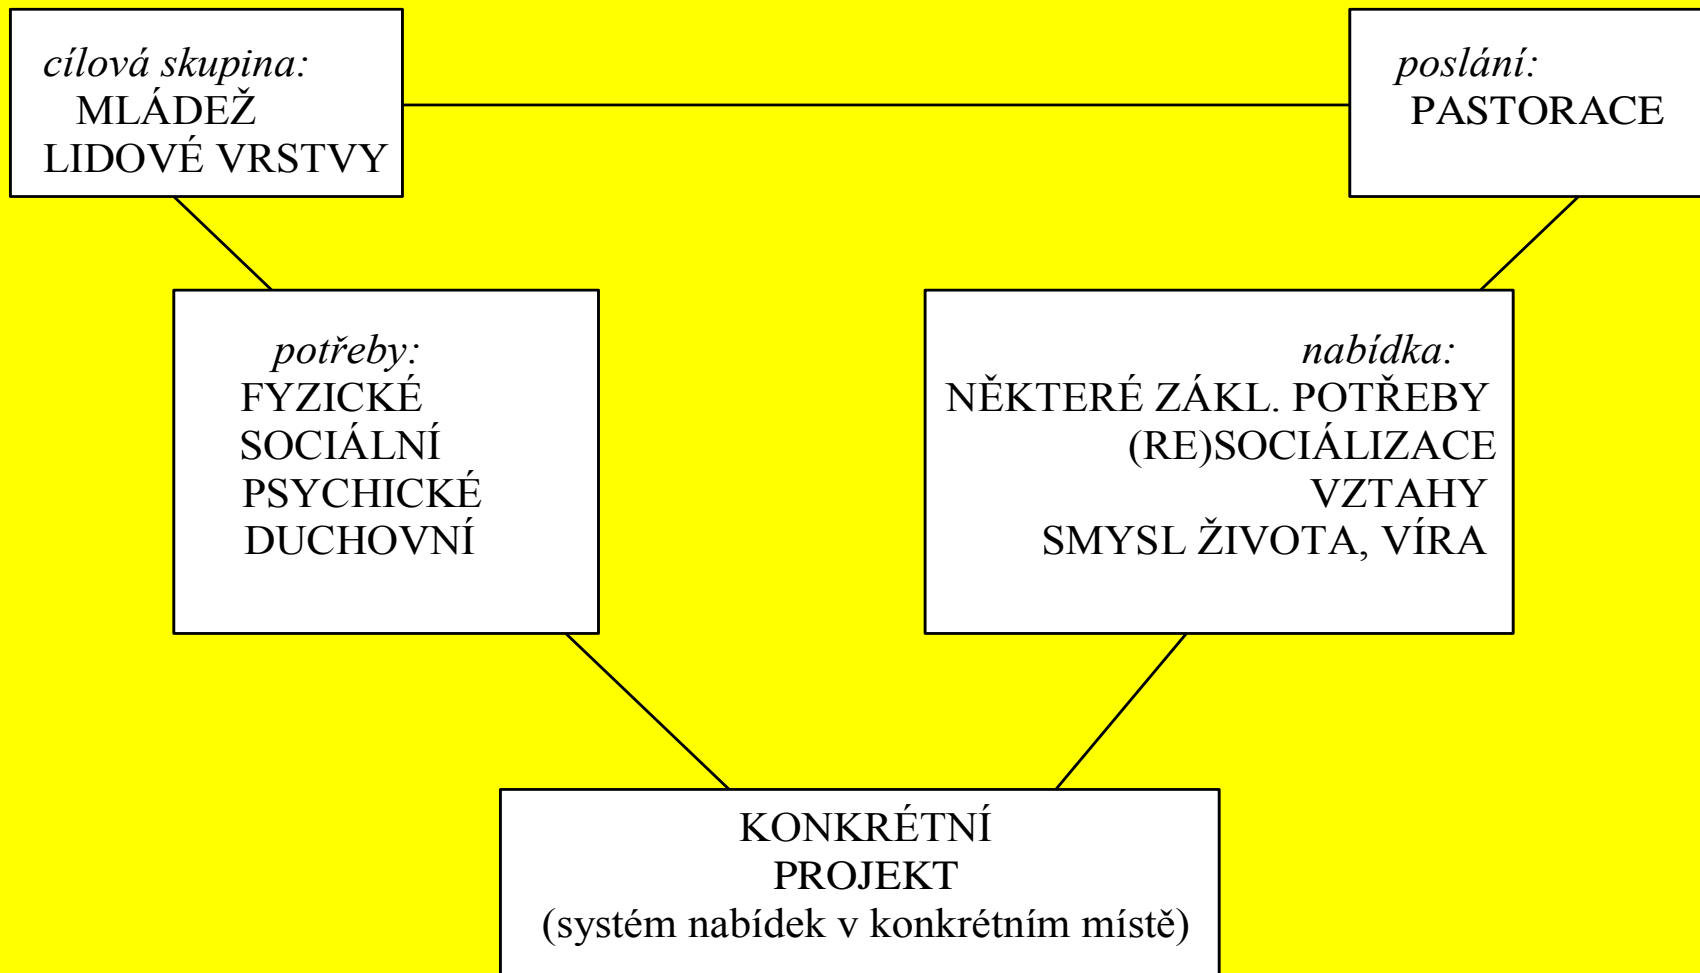 cílová skupina:
MLÁDEŽ
LIDOVÉ VRSTVY
poslání:
PASTORACE
potřeby:
FYZICKÉ
SOCIÁLNÍ
PSYCHICKÉ
DUCHOVNÍ
nabídka:
NĚKTERÉ ZÁKL. POTŘEBY
(RE)SOCIÁLIZACE
VZTAHY
SMYSL ŽIVOTA, VÍRA
KONKRÉTNÍ
PROJEKT
(systém nabídek v konkrétním místě)